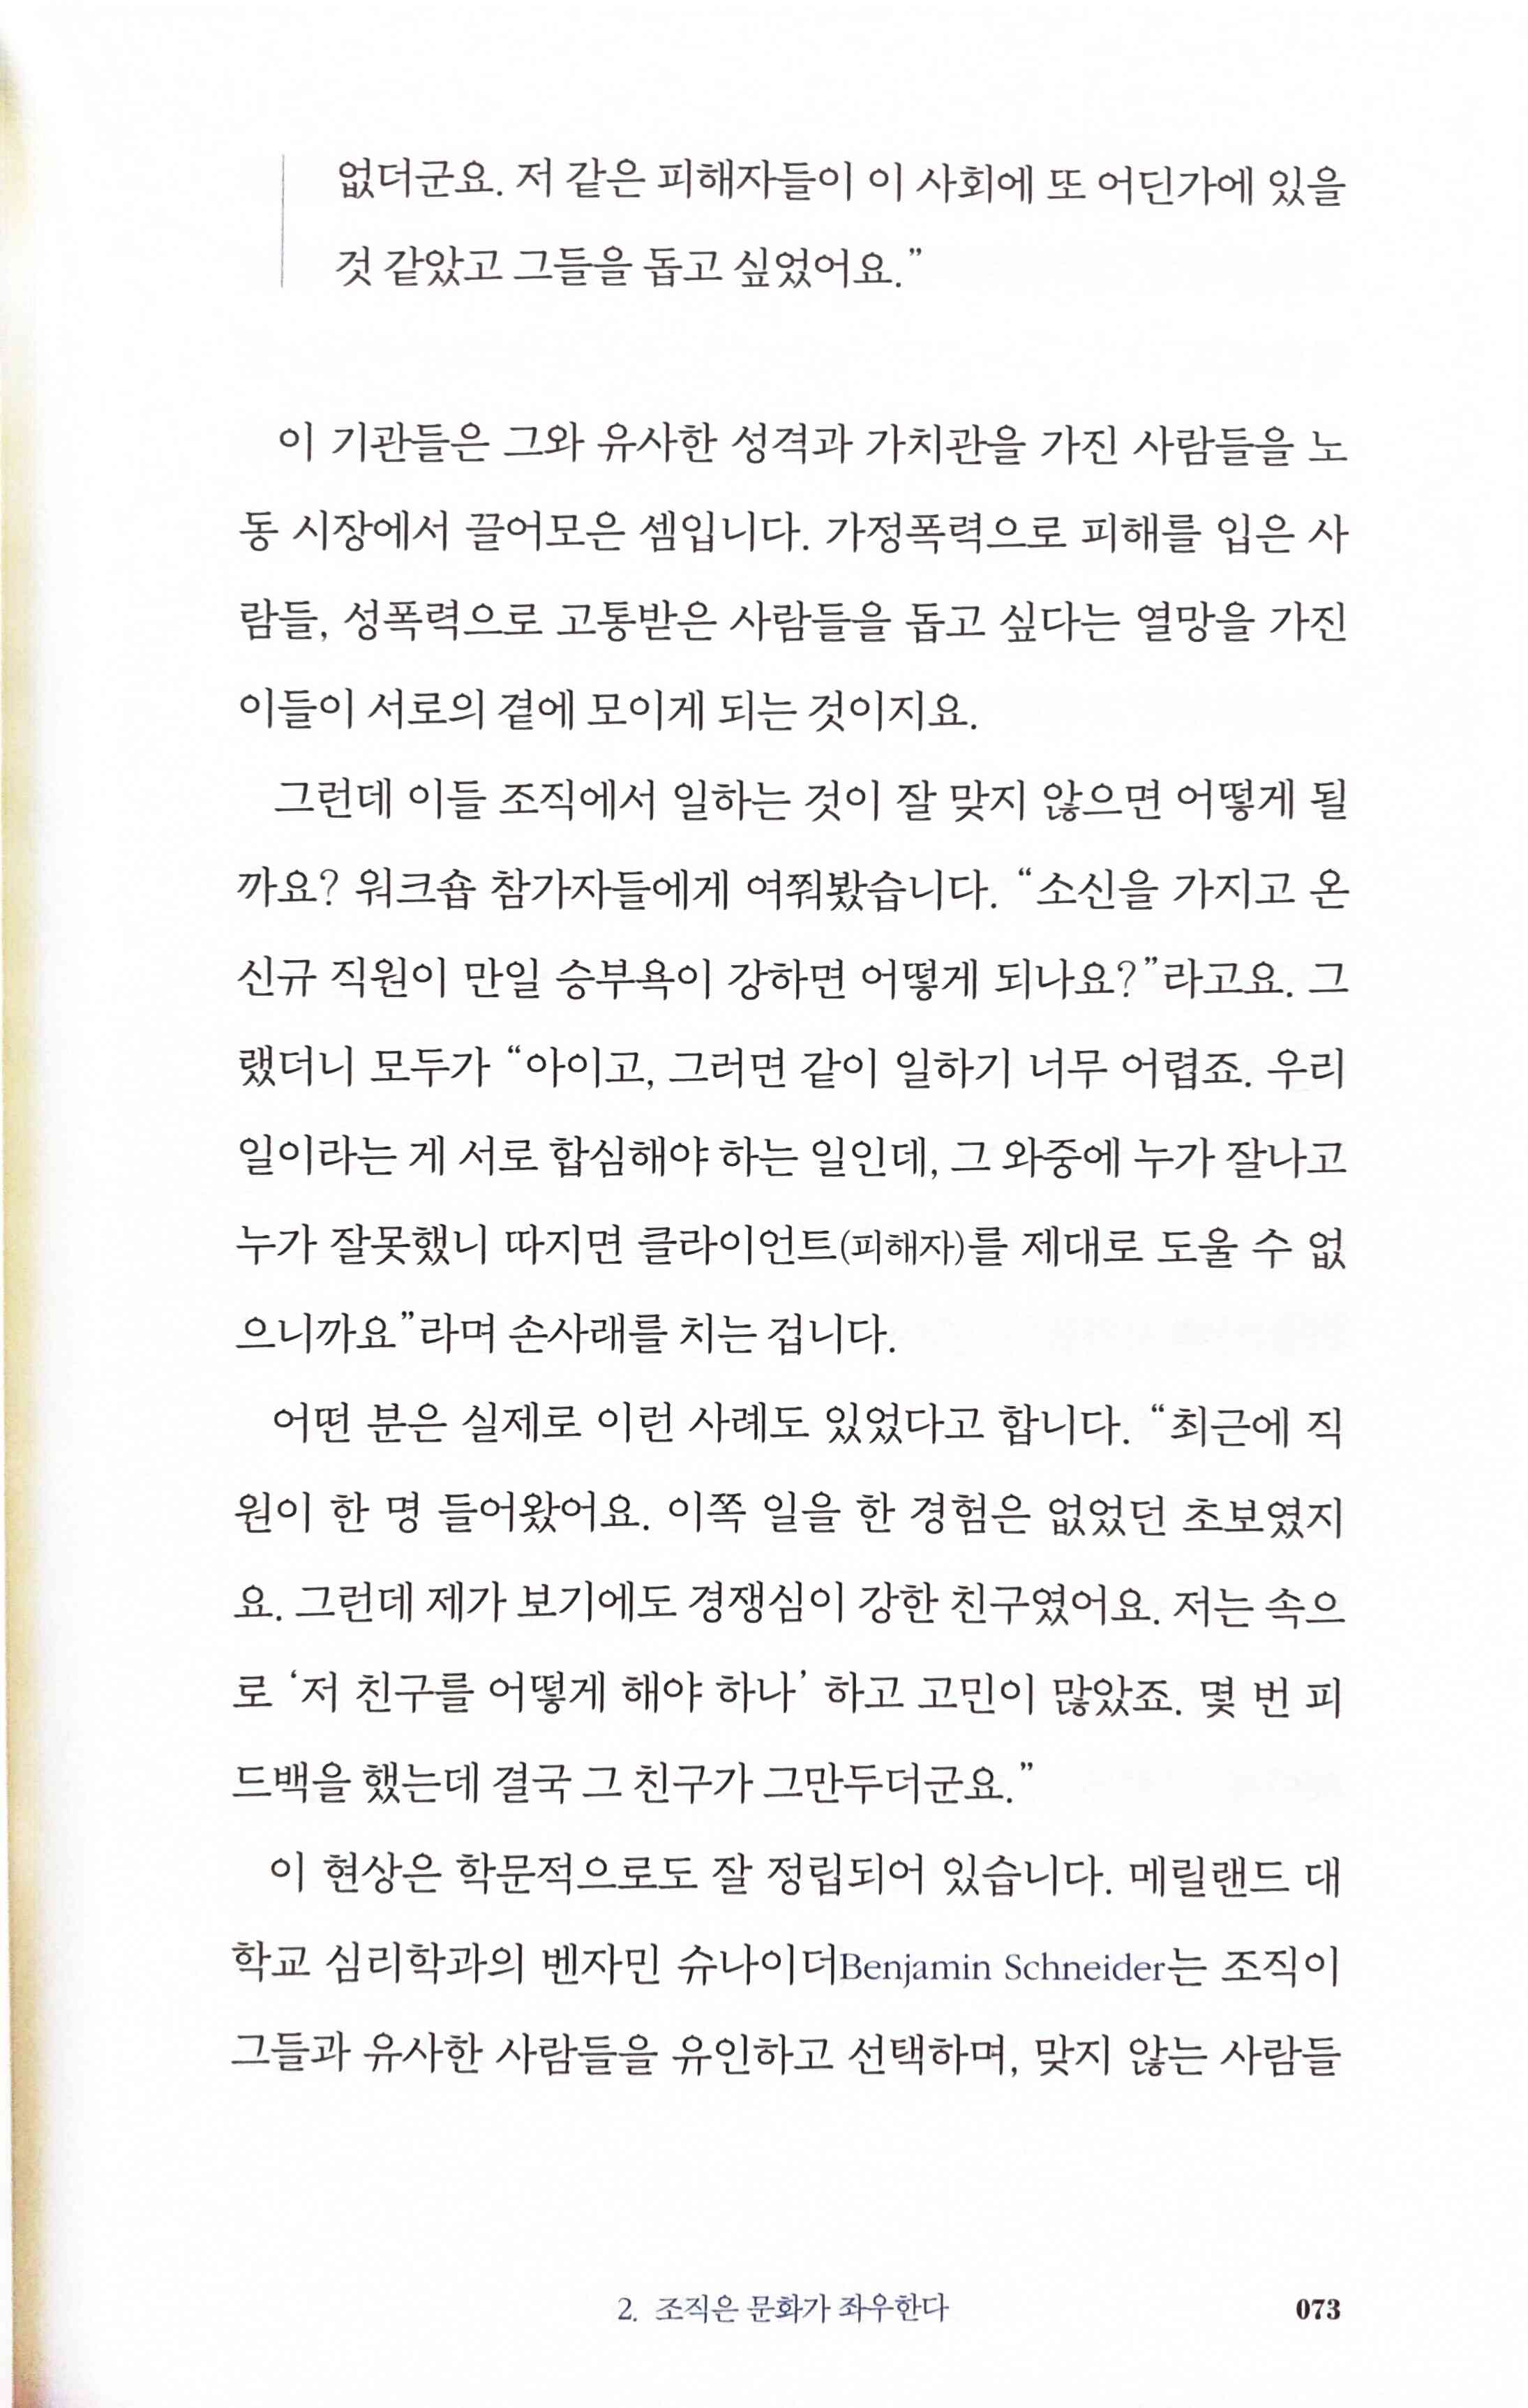 없더군요. 저 같은 피해자들이 이 사회에 또 어딘가에 있을
것 같았고 그들을 돕고 싶었어요.”
이 기관들은 그와 유사한 성격과 가치관을 가진 사람들을 노
동 시장에서 끌어모은 셈입니다. 가정폭력으로 피해를 입은 사
람들, 성폭력으로 고통받은 사람들을 돕고 싶다는 열망을 가진
이들이 서로의 곁에 모이게 되는 것이지요.
그런데 이들 조직에서 일하는 것이 잘 맞지 않으면 어떻게 될
까요? 워크숍 참가자들에게 여쭤봤습니다. “소신을 가지고 온
신규 직원이 만일 승부욕이 강하면 어떻게 되나요?”라고요. 그
랬더니 모두가 “아이고, 그러면 같이 일하기 너무 어렵죠. 우리
일이라는 게 서로 합심해야 하는 일인데, 그 와중에 누가 잘나고
누가 잘못했니 따지면 클라이언트(피해자)를 제대로 도울 수 없
으니까요”라며 손사래를 치는 겁니다.
어떤 분은 실제로 이런 사례도 있었다고 합니다. “최근에 직
원이 한 명 들어왔어요. 이쪽 일을 한 경험은 없었던 초보였지
요. 그런데 제가 보기에도 경쟁심이 강한 친구였어요. 저는 속으
로 ‘저 친구를 어떻게 해야 하나’ 하고 고민이 많았죠. 몇 번 피
드백을 했는데 결국 그 친구가 그만두더군요.”
이 현상은 학문적으로도 잘 정립되어 있습니다. 메릴랜드 대
학교 심리학과의 벤자민 슈나이더Benjamin Schneider는 조직이
그들과 유사한 사람들을 유인하고 선택하며, 맞지 않는 사람들
2. 조직은 문화가 좌우한다 073